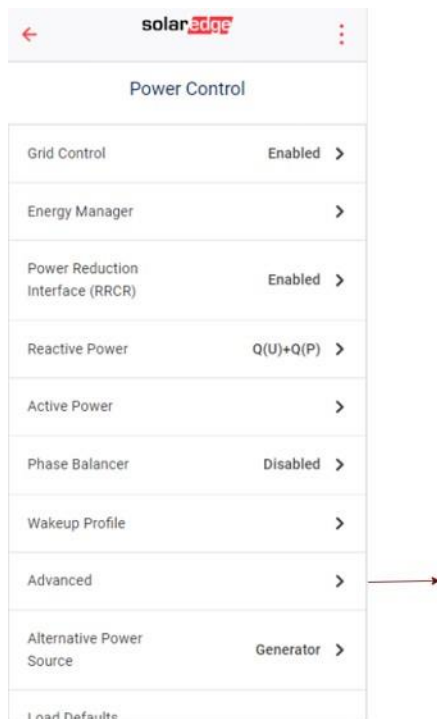 solaredge
Power Control
Grid Control Enabled
Energy Manager
Power Reduction
Interface (RRCR) Enabled
Reactive Power Q(U)+Q(P)
Active Power
Phase Balancer Disabled
Wakeup Profile
Advanced
Alternative Power
Source Generator
Load Defaults